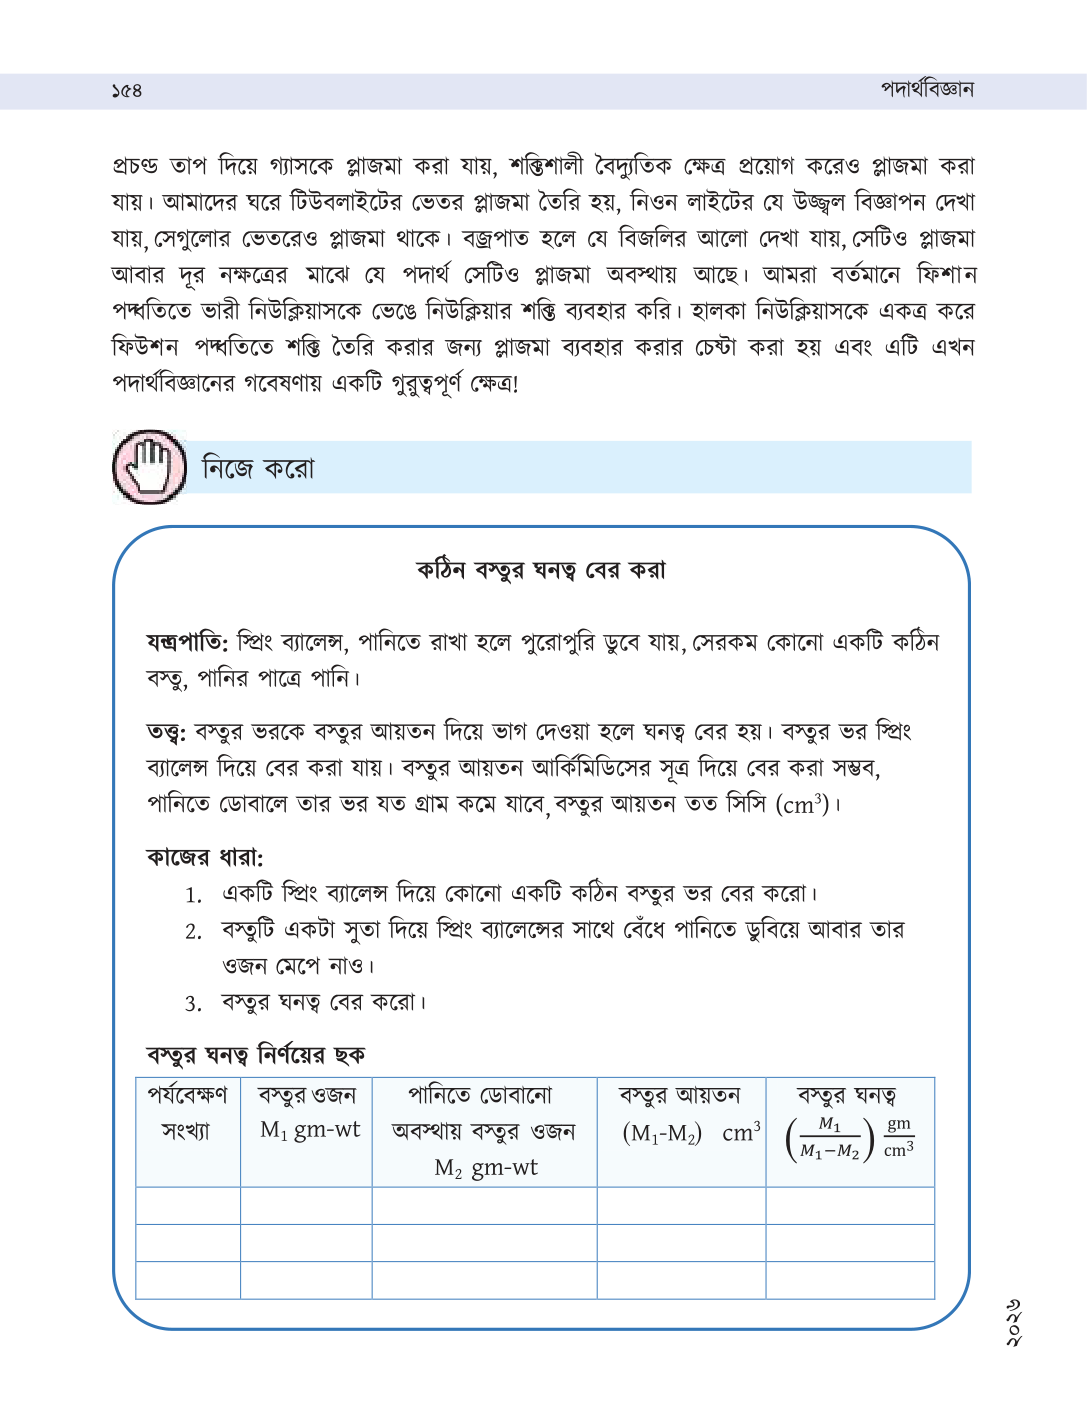 ১৫৪
পদার্থবিজ্ঞান
প্রচণ্ড তাপ দিয়ে গ্যাসকে প্লাজমা করা যায়, শক্তিশালী বৈদ্যুতিক ক্ষেত্র প্রয়োগ করেও প্লাজমা করা
যায়। আমাদের ঘরে টিউবলাইটের ভেতর প্লাজমা তৈরি হয়, নিওন লাইটের যে উজ্জ্বল বিজ্ঞাপন দেখা
যায়, সেগুলোর ভেতরেও প্লাজমা থাকে। বজ্রপাত হলে যে বিজলির আলো দেখা যায়, সেটিও প্লাজমা
আবার দূর নক্ষত্রের মাঝে যে পদার্থ সেটিও প্লাজমা অবস্থায় আছে। আমরা বর্তমানে ফিশান
পদ্ধতিতে ভারী নিউক্লিয়াসকে ভেঙে নিউক্লিয়ার শক্তি ব্যবহার করি। হালকা নিউক্লিয়াসকে একত্র করে
ফিউশন পদ্ধতিতে শক্তি তৈরি করার জন্য প্লাজমা ব্যবহার করার চেষ্টা করা হয় এবং এটি এখন
পদার্থবিজ্ঞানের গবেষণায় একটি গুরুত্বপূর্ণ ক্ষেত্র!
নিজে করো
কঠিন বস্তুর ঘনত্ব বের করা
যন্ত্রপাতি: স্প্রিং ব্যালেন্স, পানিতে রাখা হলে পুরোপুরি ডুবে যায়, সেরকম কোনো একটি কঠিন
বস্তু, পানির পাত্রে পানি।
তত্ত্ব: বস্তুর ভরকে বস্তুর আয়তন দিয়ে ভাগ দেওয়া হলে ঘনত্ব বের হয়। বস্তুর ভর স্প্রিং
ব্যালেন্স দিয়ে বের করা যায়। বস্তুর আয়তন আর্কিমিডিসের সূত্র দিয়ে বের করা সম্ভব,
পানিতে ডোবালে তার ভর যত গ্রাম কমে যাবে, বস্তুর আয়তন তত সিসি (cm³)।
কাজের ধারা:
1. একটি স্প্রিং ব্যালেন্স দিয়ে কোনো একটি কঠিন বস্তুর ভর বের করো।
2. বস্তুটি একটা সুতা দিয়ে স্প্রিং ব্যালেন্সের সাথে বেঁধে পানিতে ডুবিয়ে আবার তার
ওজন মেপে নাও।
3. বস্তুর ঘনত্ব বের করো।
বস্তুর ঘনত্ব নির্ণয়ের ছক
পর্যবেক্ষণ সংখ্যা
বস্তুর ওজন M₁ gm-wt
পানিতে ডোবানো অবস্থায় বস্তুর ওজন M₂ gm-wt
বস্তুর আয়তন (M₁-M₂) cm³
বস্তুর ঘনত্ব (M₁/(M₁−M₂)) gm/cm³
২০২৬